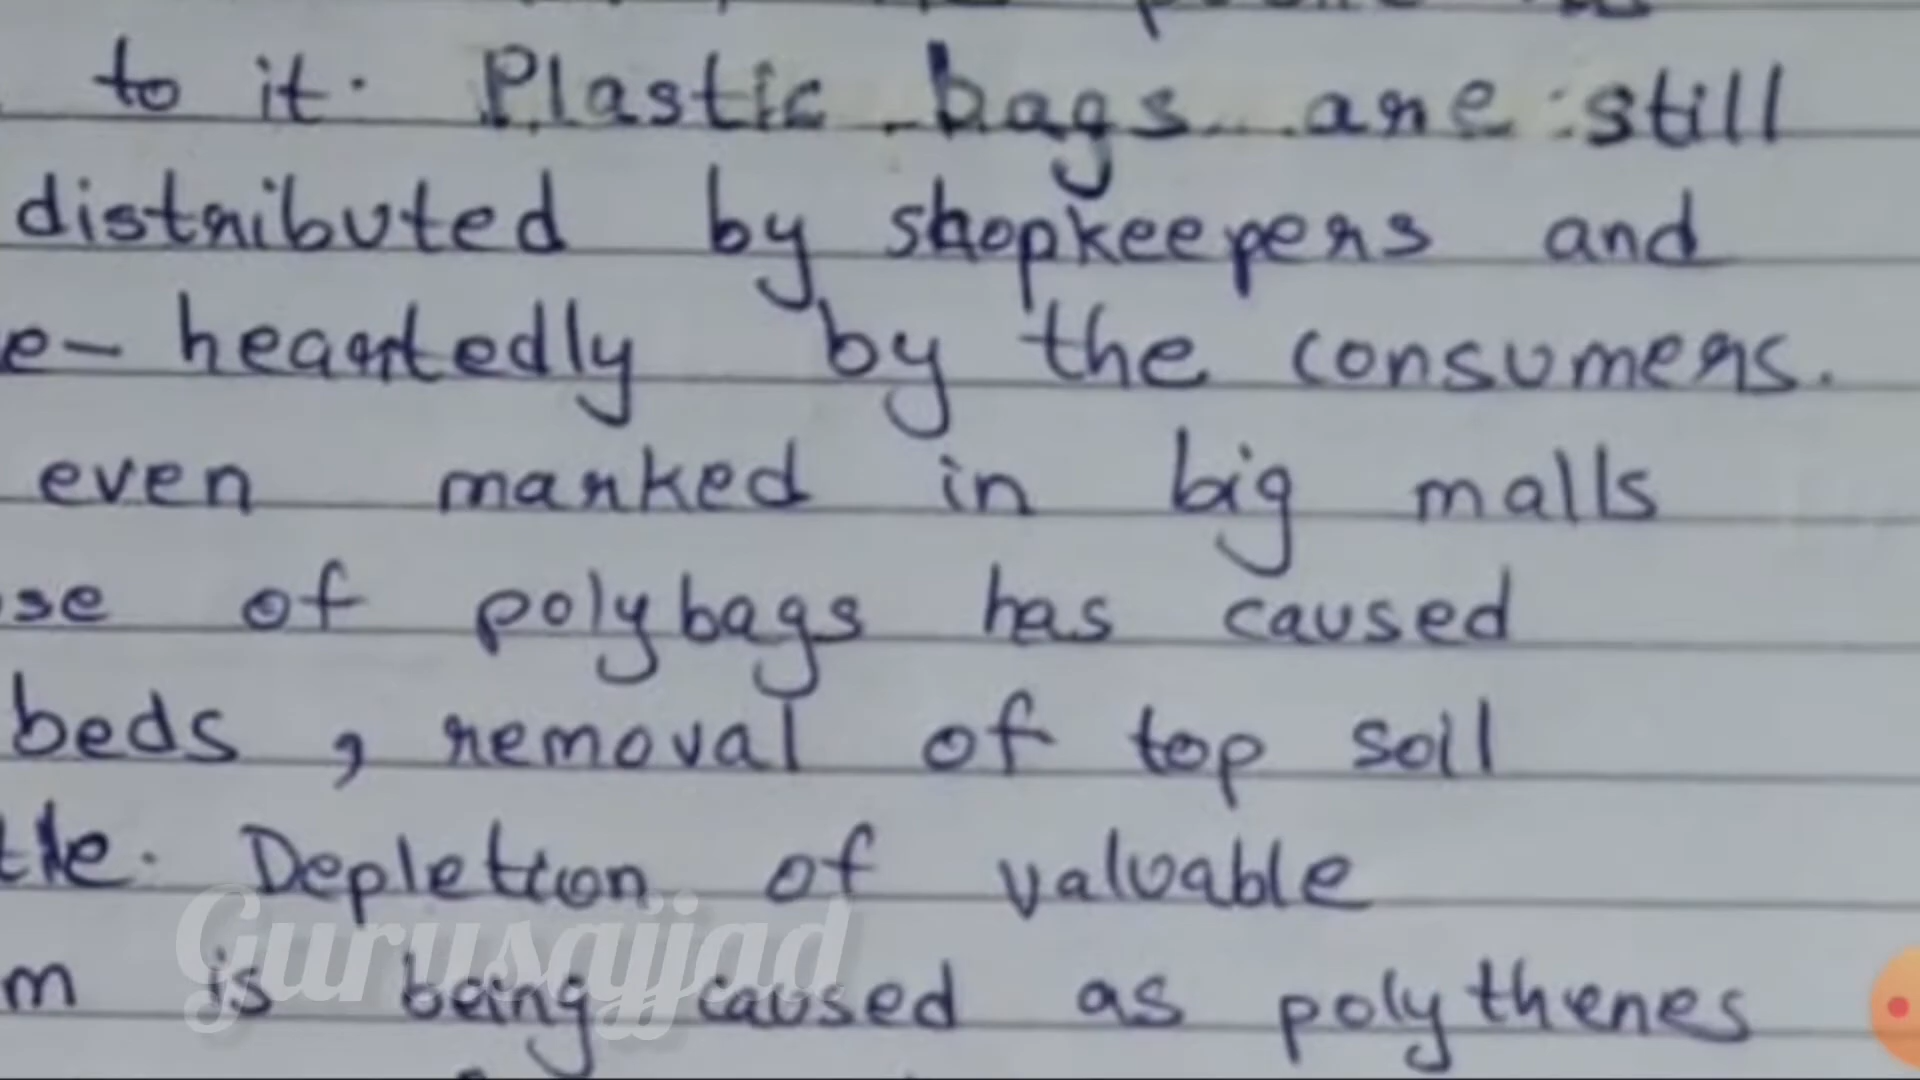 to it. Plastic bags are still
distributed by shopkeepers and
e- heartedly by the consumers.
even marked in big malls
se of polybags has caused
beds, removal of top soil
tle. Depletion of valuable
m is being caused as polythenes
Gurusajjad